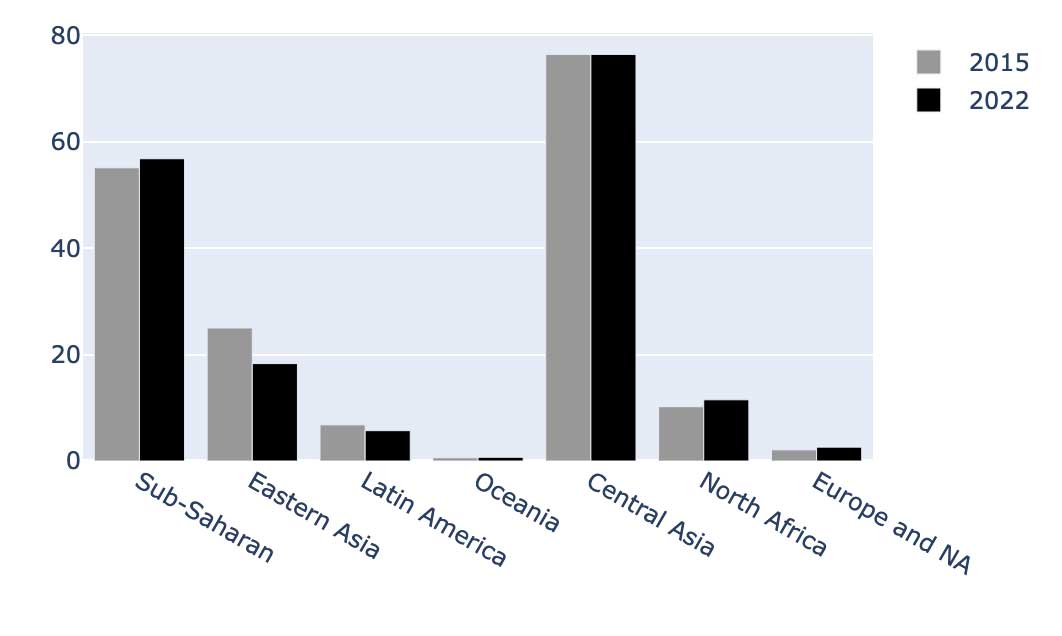 80
60
40
20
0
Sub-Saharan
Eastern Asia
Latin America
Oceania
Central Asia
North Africa
Europe and NA
2015
2022